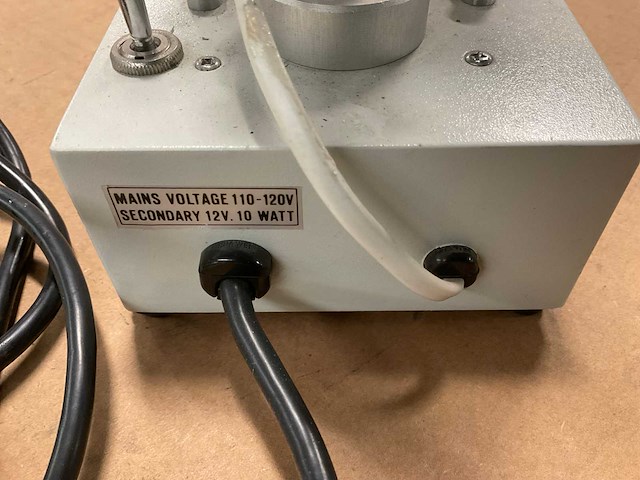 MAINS VOLTAGE 110-120V
SECONDARY 12V. 10 WATT